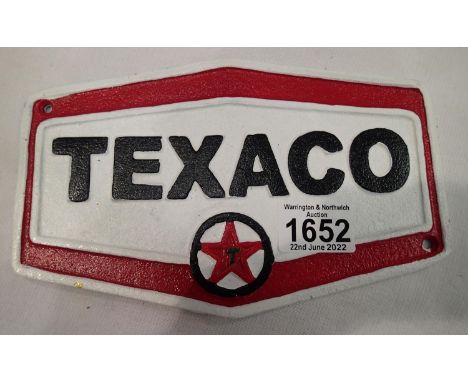 TEXACO
Warrington & Northwich
Auction
1652
22nd June 2022
T